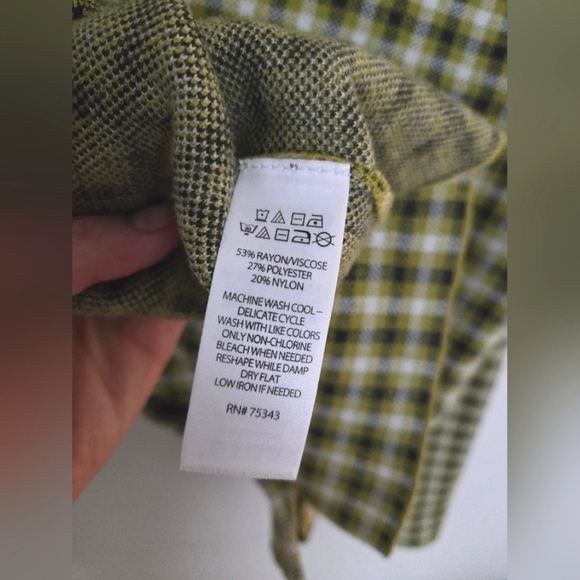 53% RAYON/VISCOSE
27% POLYESTER
20% NYLON
MACHINE WASH COOL –
DELICATE CYCLE
WASH WITH LIKE COLORS
ONLY NON-CHLORINE
BLEACH WHEN NEEDED
RESHAPE WHILE DAMP
DRY FLAT
LOW IRON IF NEEDED
RN# 75343